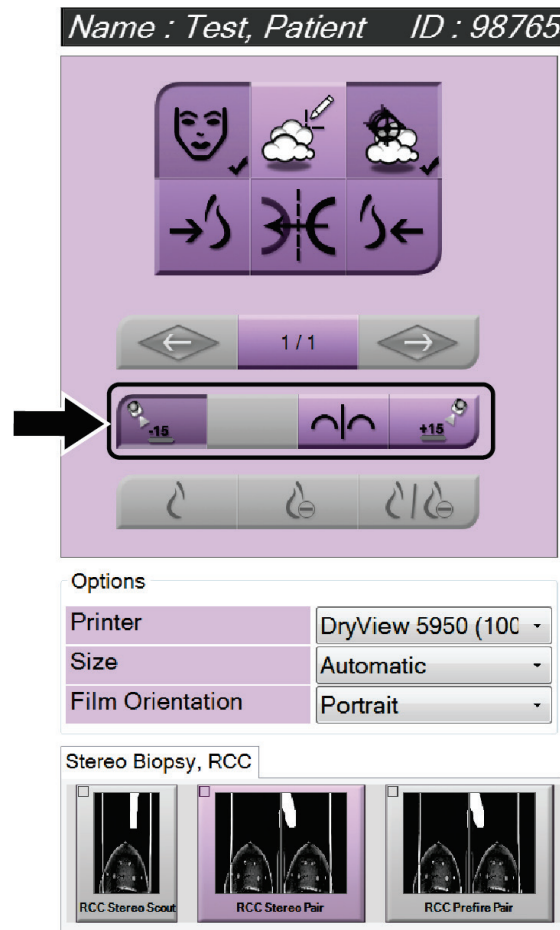 Name : Test, Patient ID : 98765
1 / 1
-15 +15
Options
Printer DryView 5950 (100
Size Automatic
Film Orientation Portrait
Stereo Biopsy, RCC
RCC Stereo Scout RCC Stereo Pair RCC Prefire Pair